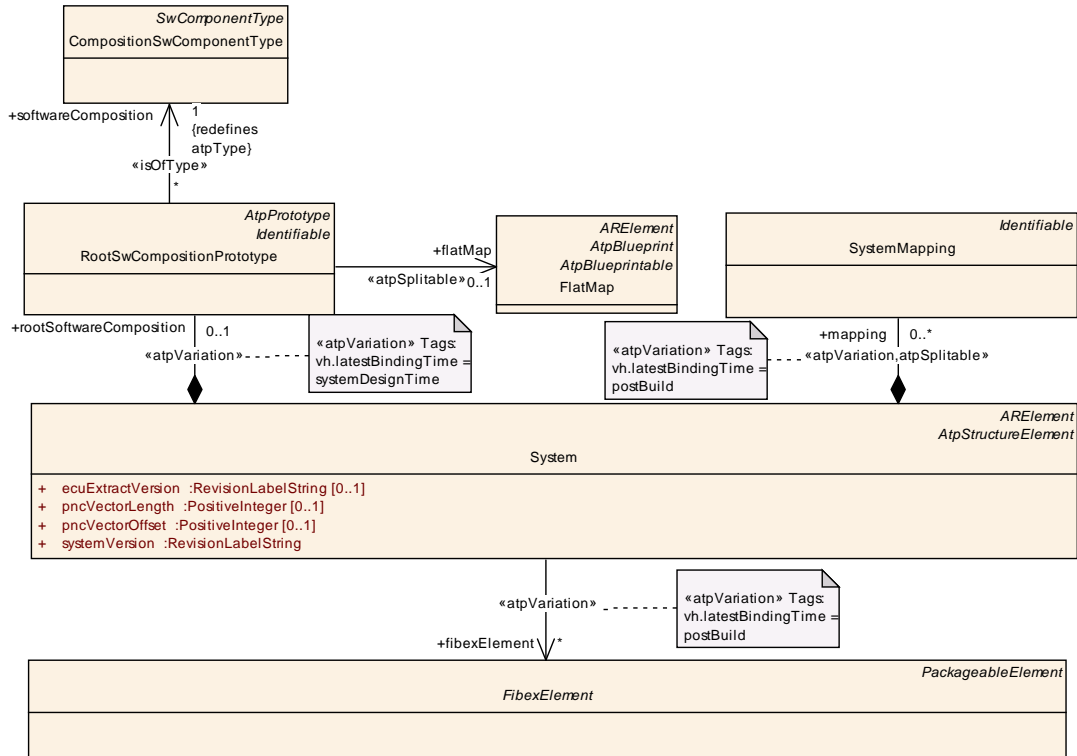 SwComponentType
CompositionSwComponentType
+softwareComposition
1
{redefines
atpType}
«isOfType»
*
AtpPrototype
Identifiable
RootSwCompositionPrototype
+flatMap
«atpSplitable»
0..1
ARElement
AtpBlueprint
AtpBlueprintable
FlatMap
Identifiable
SystemMapping
+rootSoftwareComposition
0..1
«atpVariation»
«atpVariation» Tags:
vh.latestBindingTime =
systemDesignTime
«atpVariation» Tags:
vh.latestBindingTime =
postBuild
+mapping
0..*
«atpVariation,atpSplitable»
ARElement
AtpStructureElement
System
+ ecuExtractVersion :RevisionLabelString [0..1]
+ pncVectorLength :PositiveInteger [0..1]
+ pncVectorOffset :PositiveInteger [0..1]
+ systemVersion :RevisionLabelString
«atpVariation»
«atpVariation» Tags:
vh.latestBindingTime =
postBuild
+fibexElement
*
PackageableElement
FibexElement